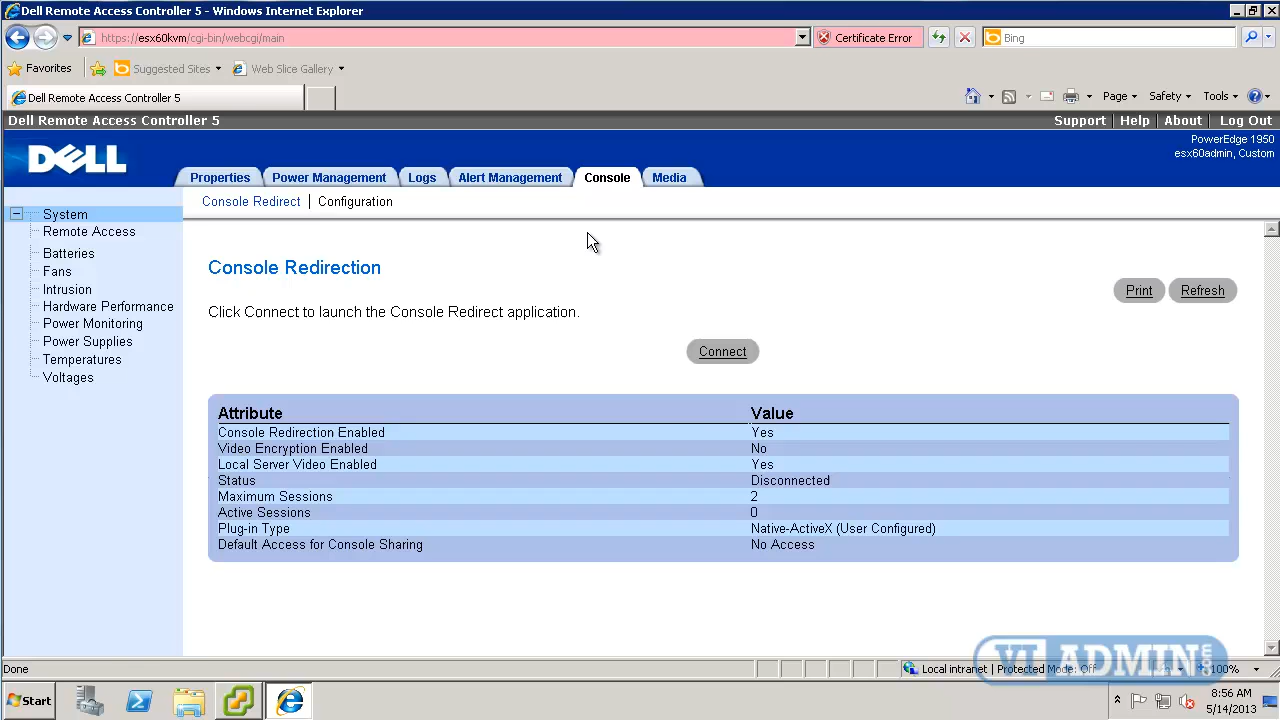 Dell Remote Access Controller 5 - Windows Internet Explorer
https://esx60kvm/cgi-bin/webcgi/main
Certificate Error
Bing
Favorites
Suggested Sites
Web Slice Gallery
Dell Remote Access Controller 5
Page
Safety
Tools
Dell Remote Access Controller 5
Support | Help | About | Log Out
DELL
PowerEdge 1950
esx60admin, Custom
Properties
Power Management
Logs
Alert Management
Console
Media
Console Redirect | Configuration
System
Remote Access
Batteries
Fans
Intrusion
Hardware Performance
Power Monitoring
Power Supplies
Temperatures
Voltages
Console Redirection
Print
Refresh
Click Connect to launch the Console Redirect application.
Connect
Attribute Value
Console Redirection Enabled Yes
Video Encryption Enabled No
Local Server Video Enabled Yes
Status Disconnected
Maximum Sessions 2
Active Sessions 0
Plug-in Type Native-ActiveX (User Configured)
Default Access for Console Sharing No Access
VI ADMIN.com
Done
Local intranet | Protected Mode: Off
100%
Start
8:56 AM
5/14/2013